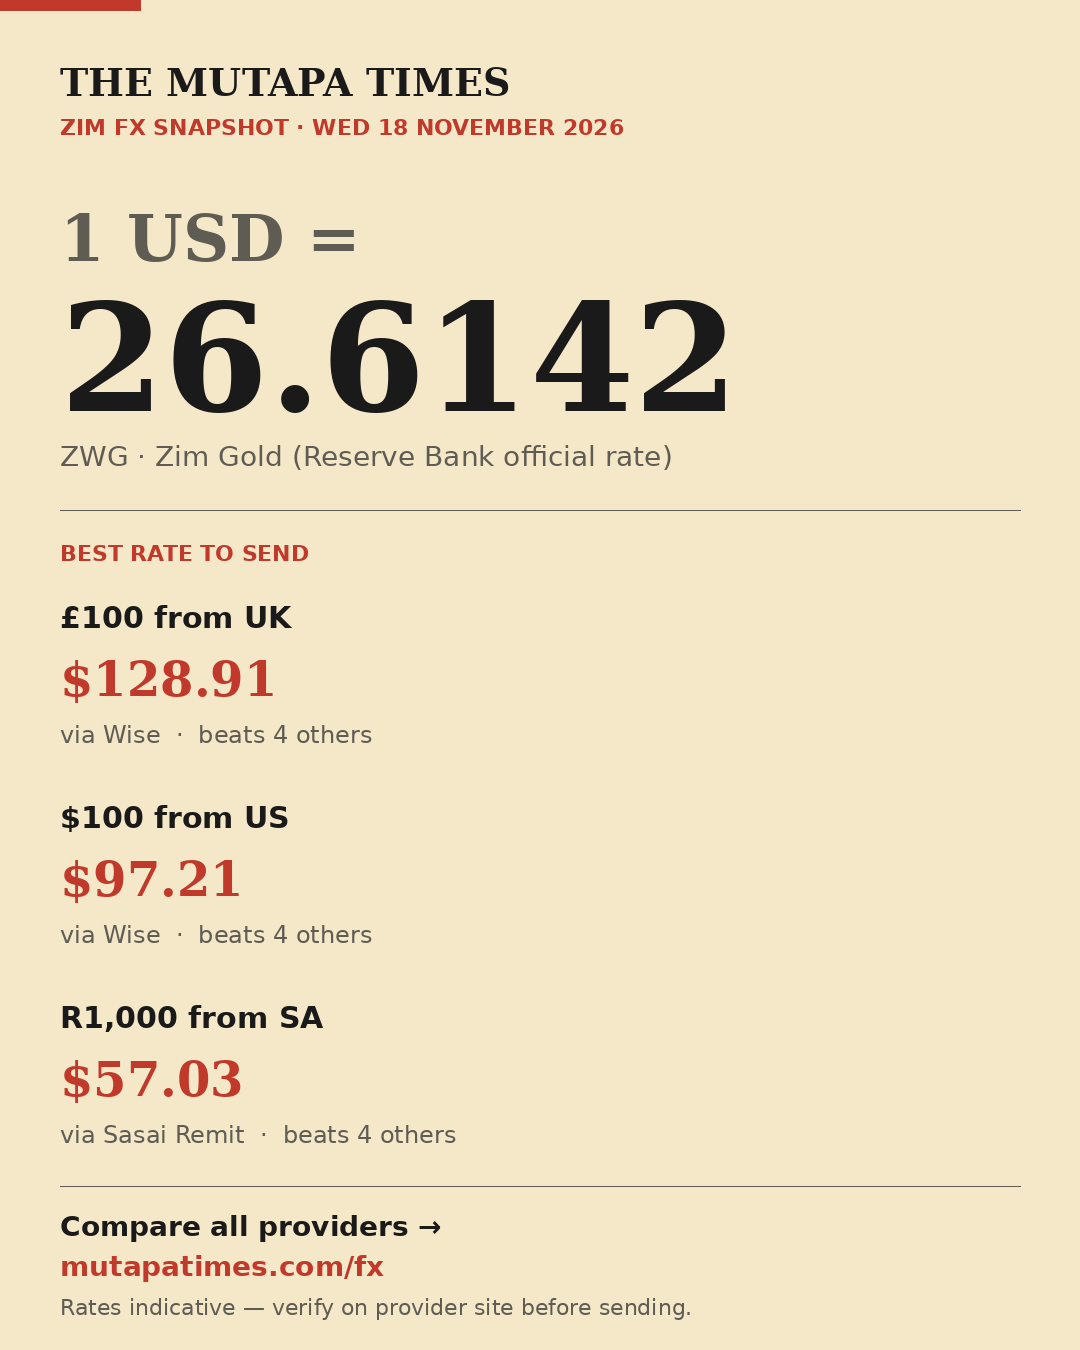 THE MUTAPA TIMES
ZIM FX SNAPSHOT · WED 18 NOVEMBER 2026
1 USD =
26.6142
ZWG · Zim Gold (Reserve Bank official rate)
BEST RATE TO SEND
£100 from UK
$128.91
via Wise · beats 4 others
$100 from US
$97.21
via Wise · beats 4 others
R1,000 from SA
$57.03
via Sasai Remit · beats 4 others
Compare all providers →
mutapatimes.com/fx
Rates indicative — verify on provider site before sending.